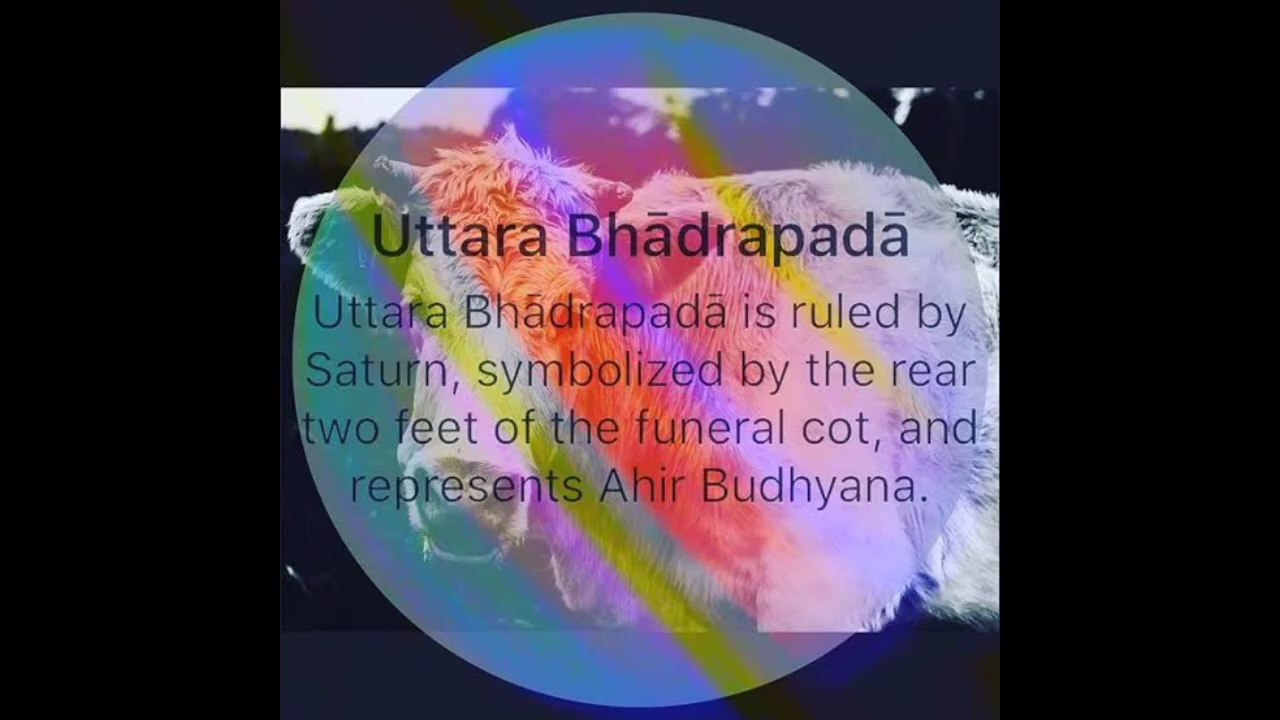 Uttara Bhādrapadā
Uttara Bhādrapadā is ruled by
Saturn, symbolized by the rear
two feet of the funeral cot, and
represents Ahir Budhyana.